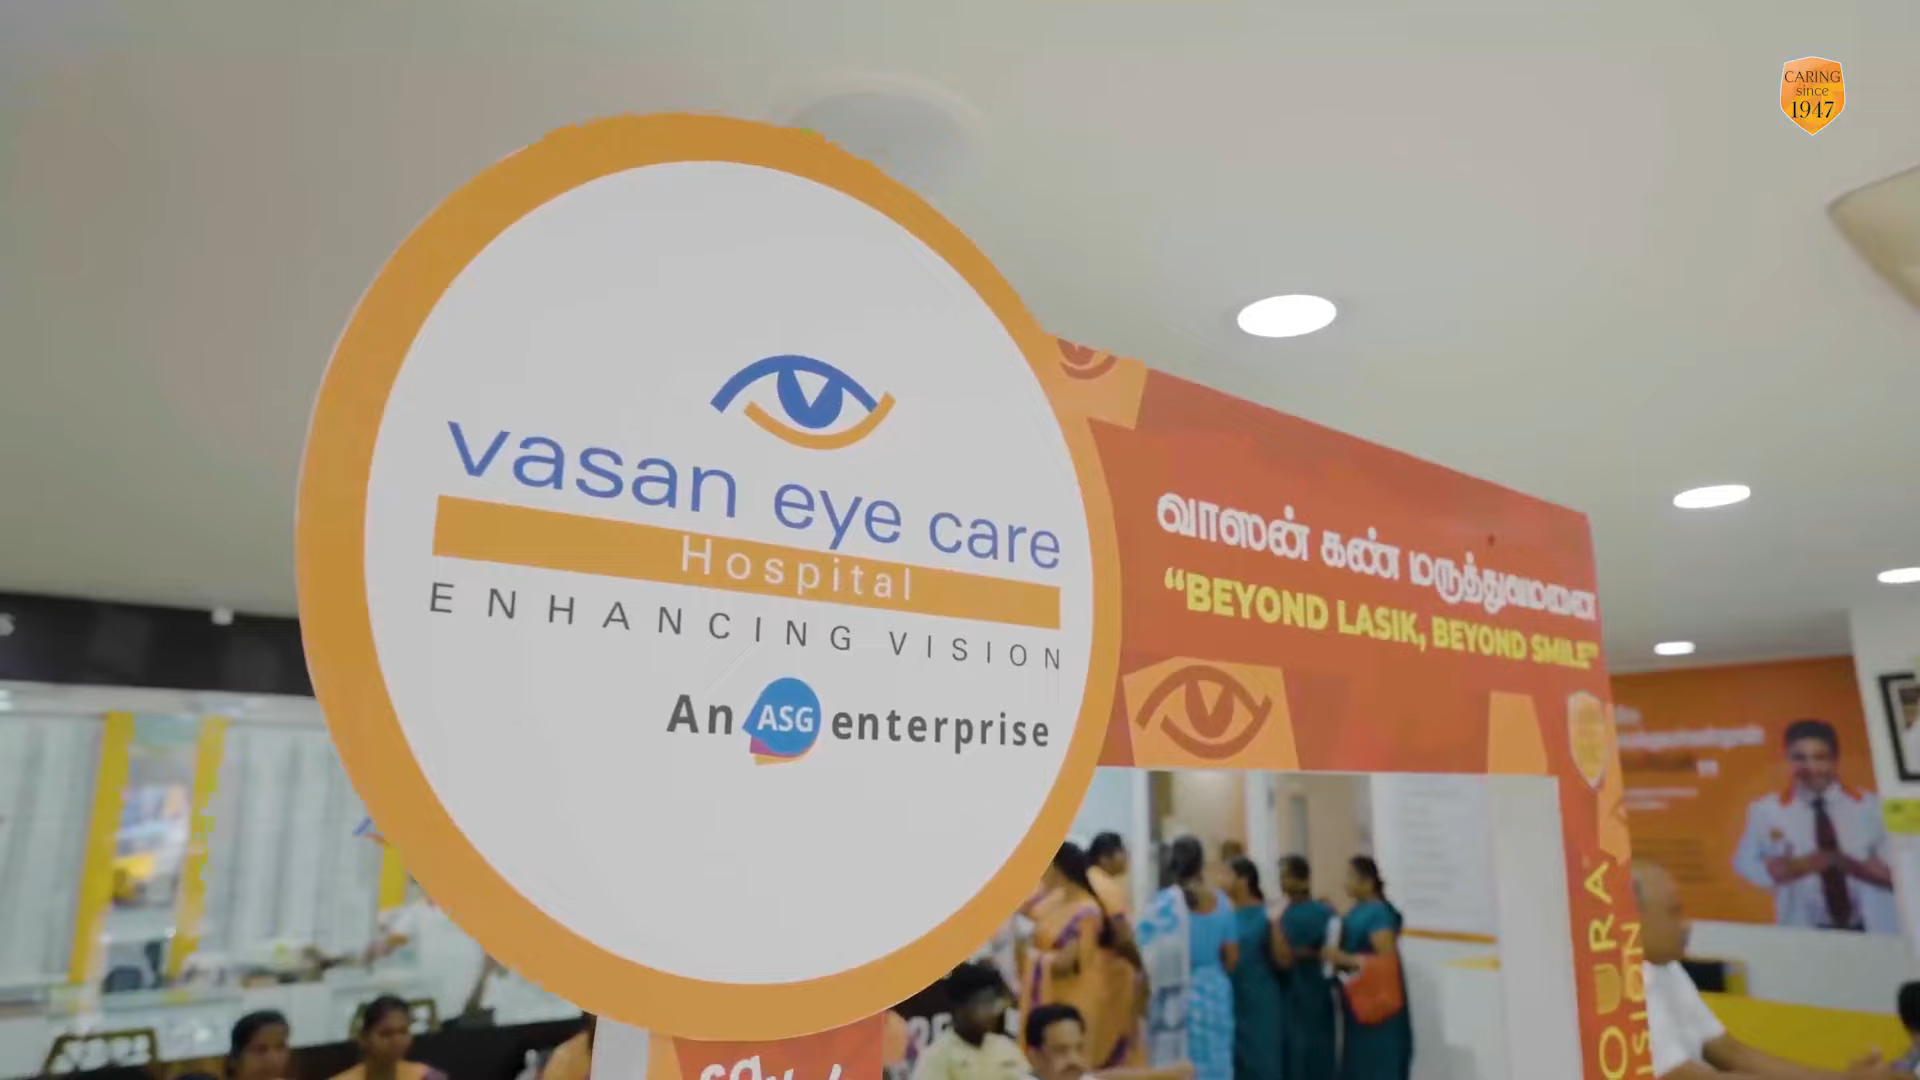 CARING
since
1947
vasan eye care
Hospital
ENHANCING VISION
An ASG enterprise
வாஸன் கண் மருத்துவமனை
“BEYOND LASIK, BEYOND SMILE”